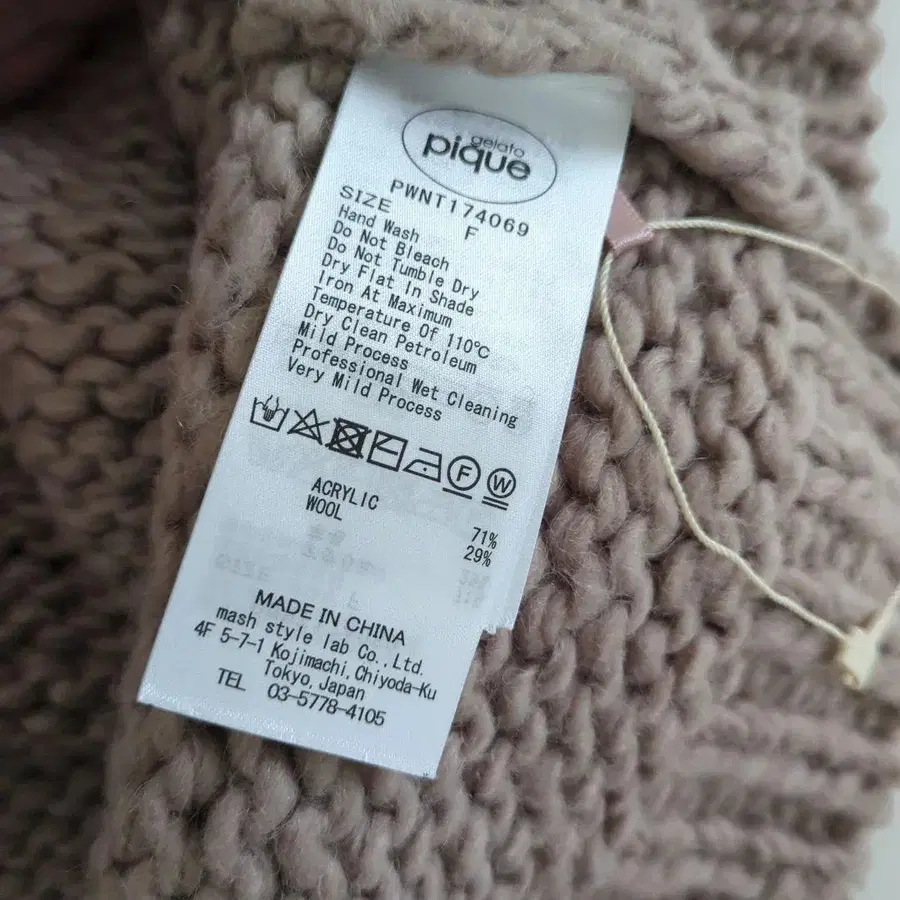 gelato
pique
PWNT174069
SIZE F
Hand Wash
Do Not Bleach
Do Not Tumble Dry
Dry Flat In Shade
Iron At Maximum
Temperature Of 110℃
Dry Clean Petroleum
Mild Process
Professional Wet Cleaning
Very Mild Process
F W
ACRYLIC 71%
WOOL 29%
MADE IN CHINA
mash style lab Co., Ltd.
4F 5-7-1 Kojimachi, Chiyoda-Ku
Tokyo, Japan
TEL 03-5778-4105